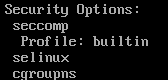 Security Options:
 seccomp
  Profile: builtin
 selinux
 cgroupns